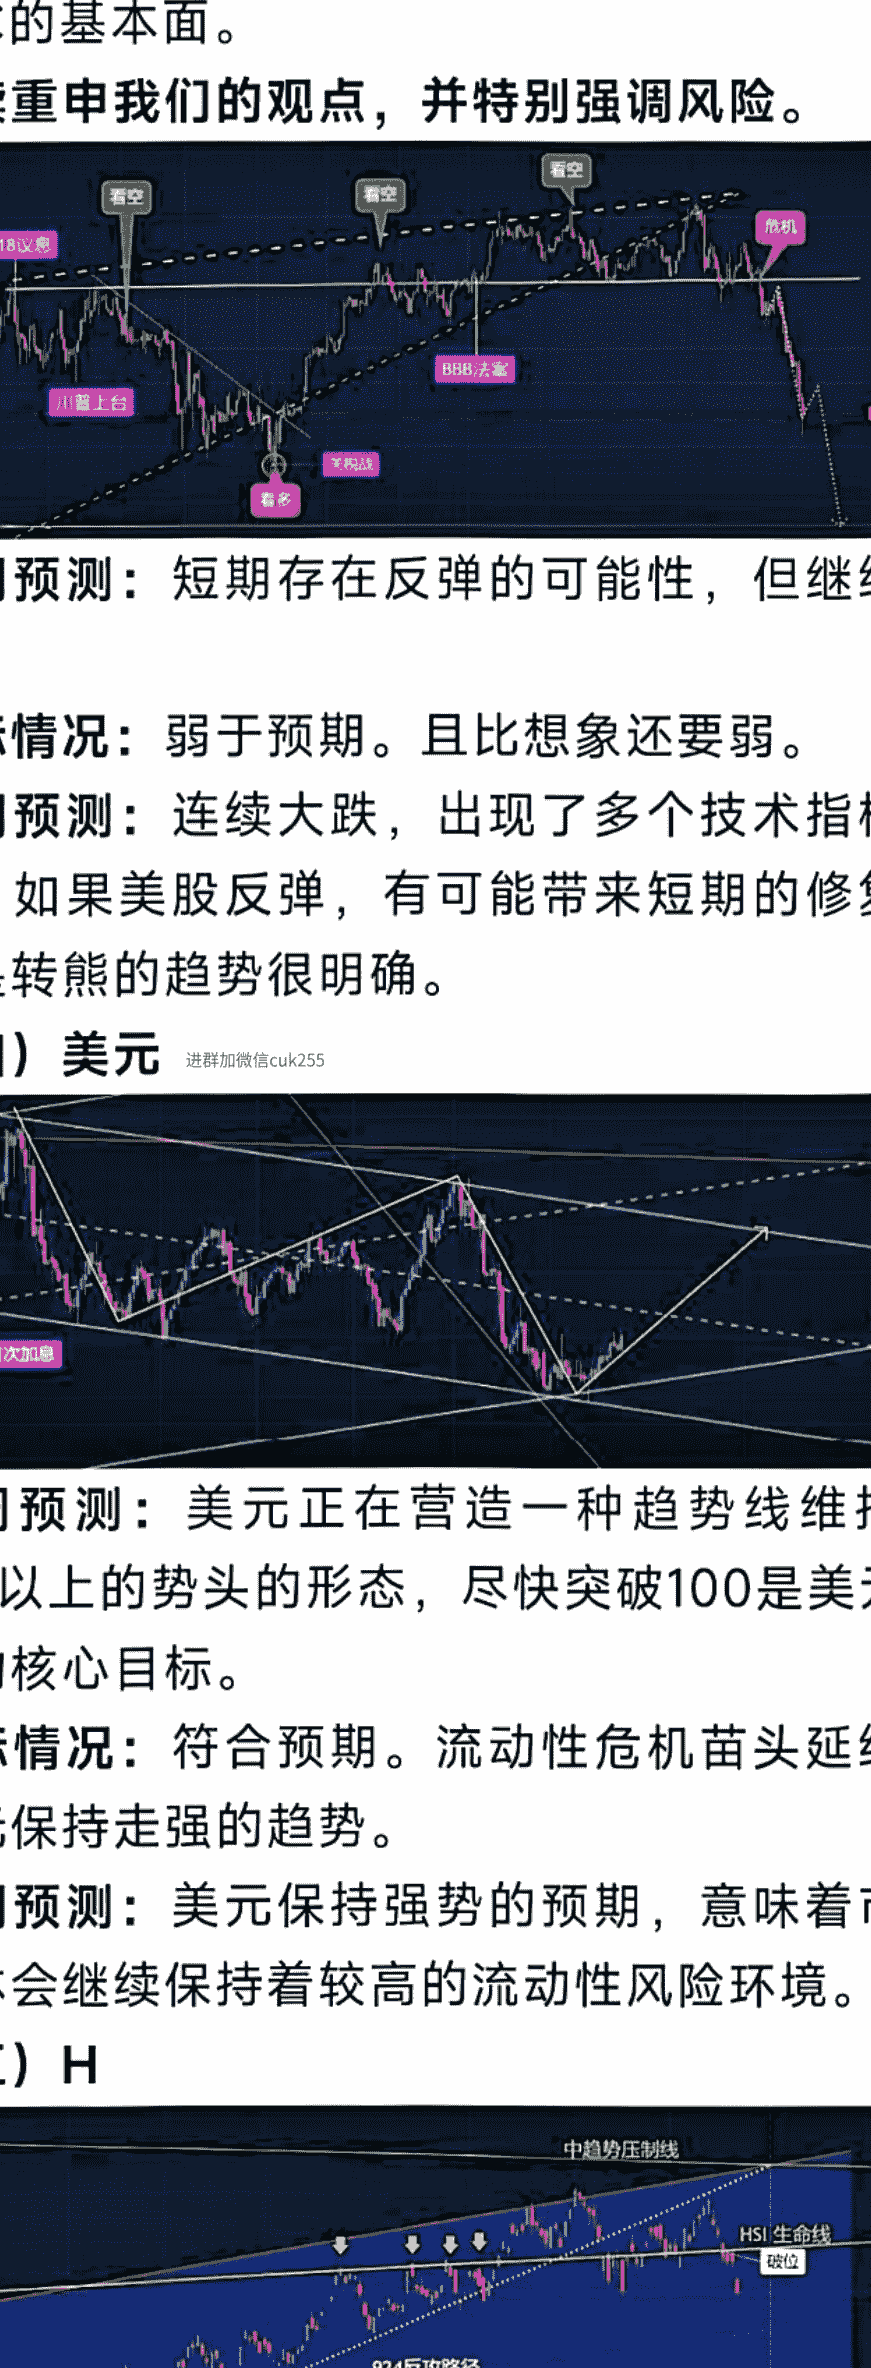 的基本面。
重申我们的观点，并特别强调风险。
看空
看空
看空
18议息
危机
BBB法案
川普上台
关税战
看多
预测：短期存在反弹的可能性，但继
情况：弱于预期。且比想象还要弱。
预测：连续大跌，出现了多个技术指
，如果美股反弹，有可能带来短期的修
转熊的趋势很明确。
）美元
进群加微信cuk255
次加息
预测：美元正在营造一种趋势线维
以上的势头的形态，尽快突破100是美
核心目标。
情况：符合预期。流动性危机苗头延
保持走强的趋势。
预测：美元保持强势的预期，意味着
会继续保持着较高的流动性风险环境。
）H
中趋势压制线
HSI 生命线
破位
924反攻路径